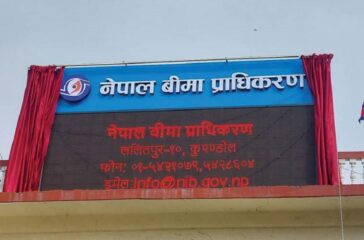 नेपाल बीमा प्राधिकरण
नेपाल बीमा प्राधिकरण
ललितपुर-१०, कुपण्डोल
फोन: ०१-५४२१०७९,५४२८६०४
इमेल info@nib.gov.np